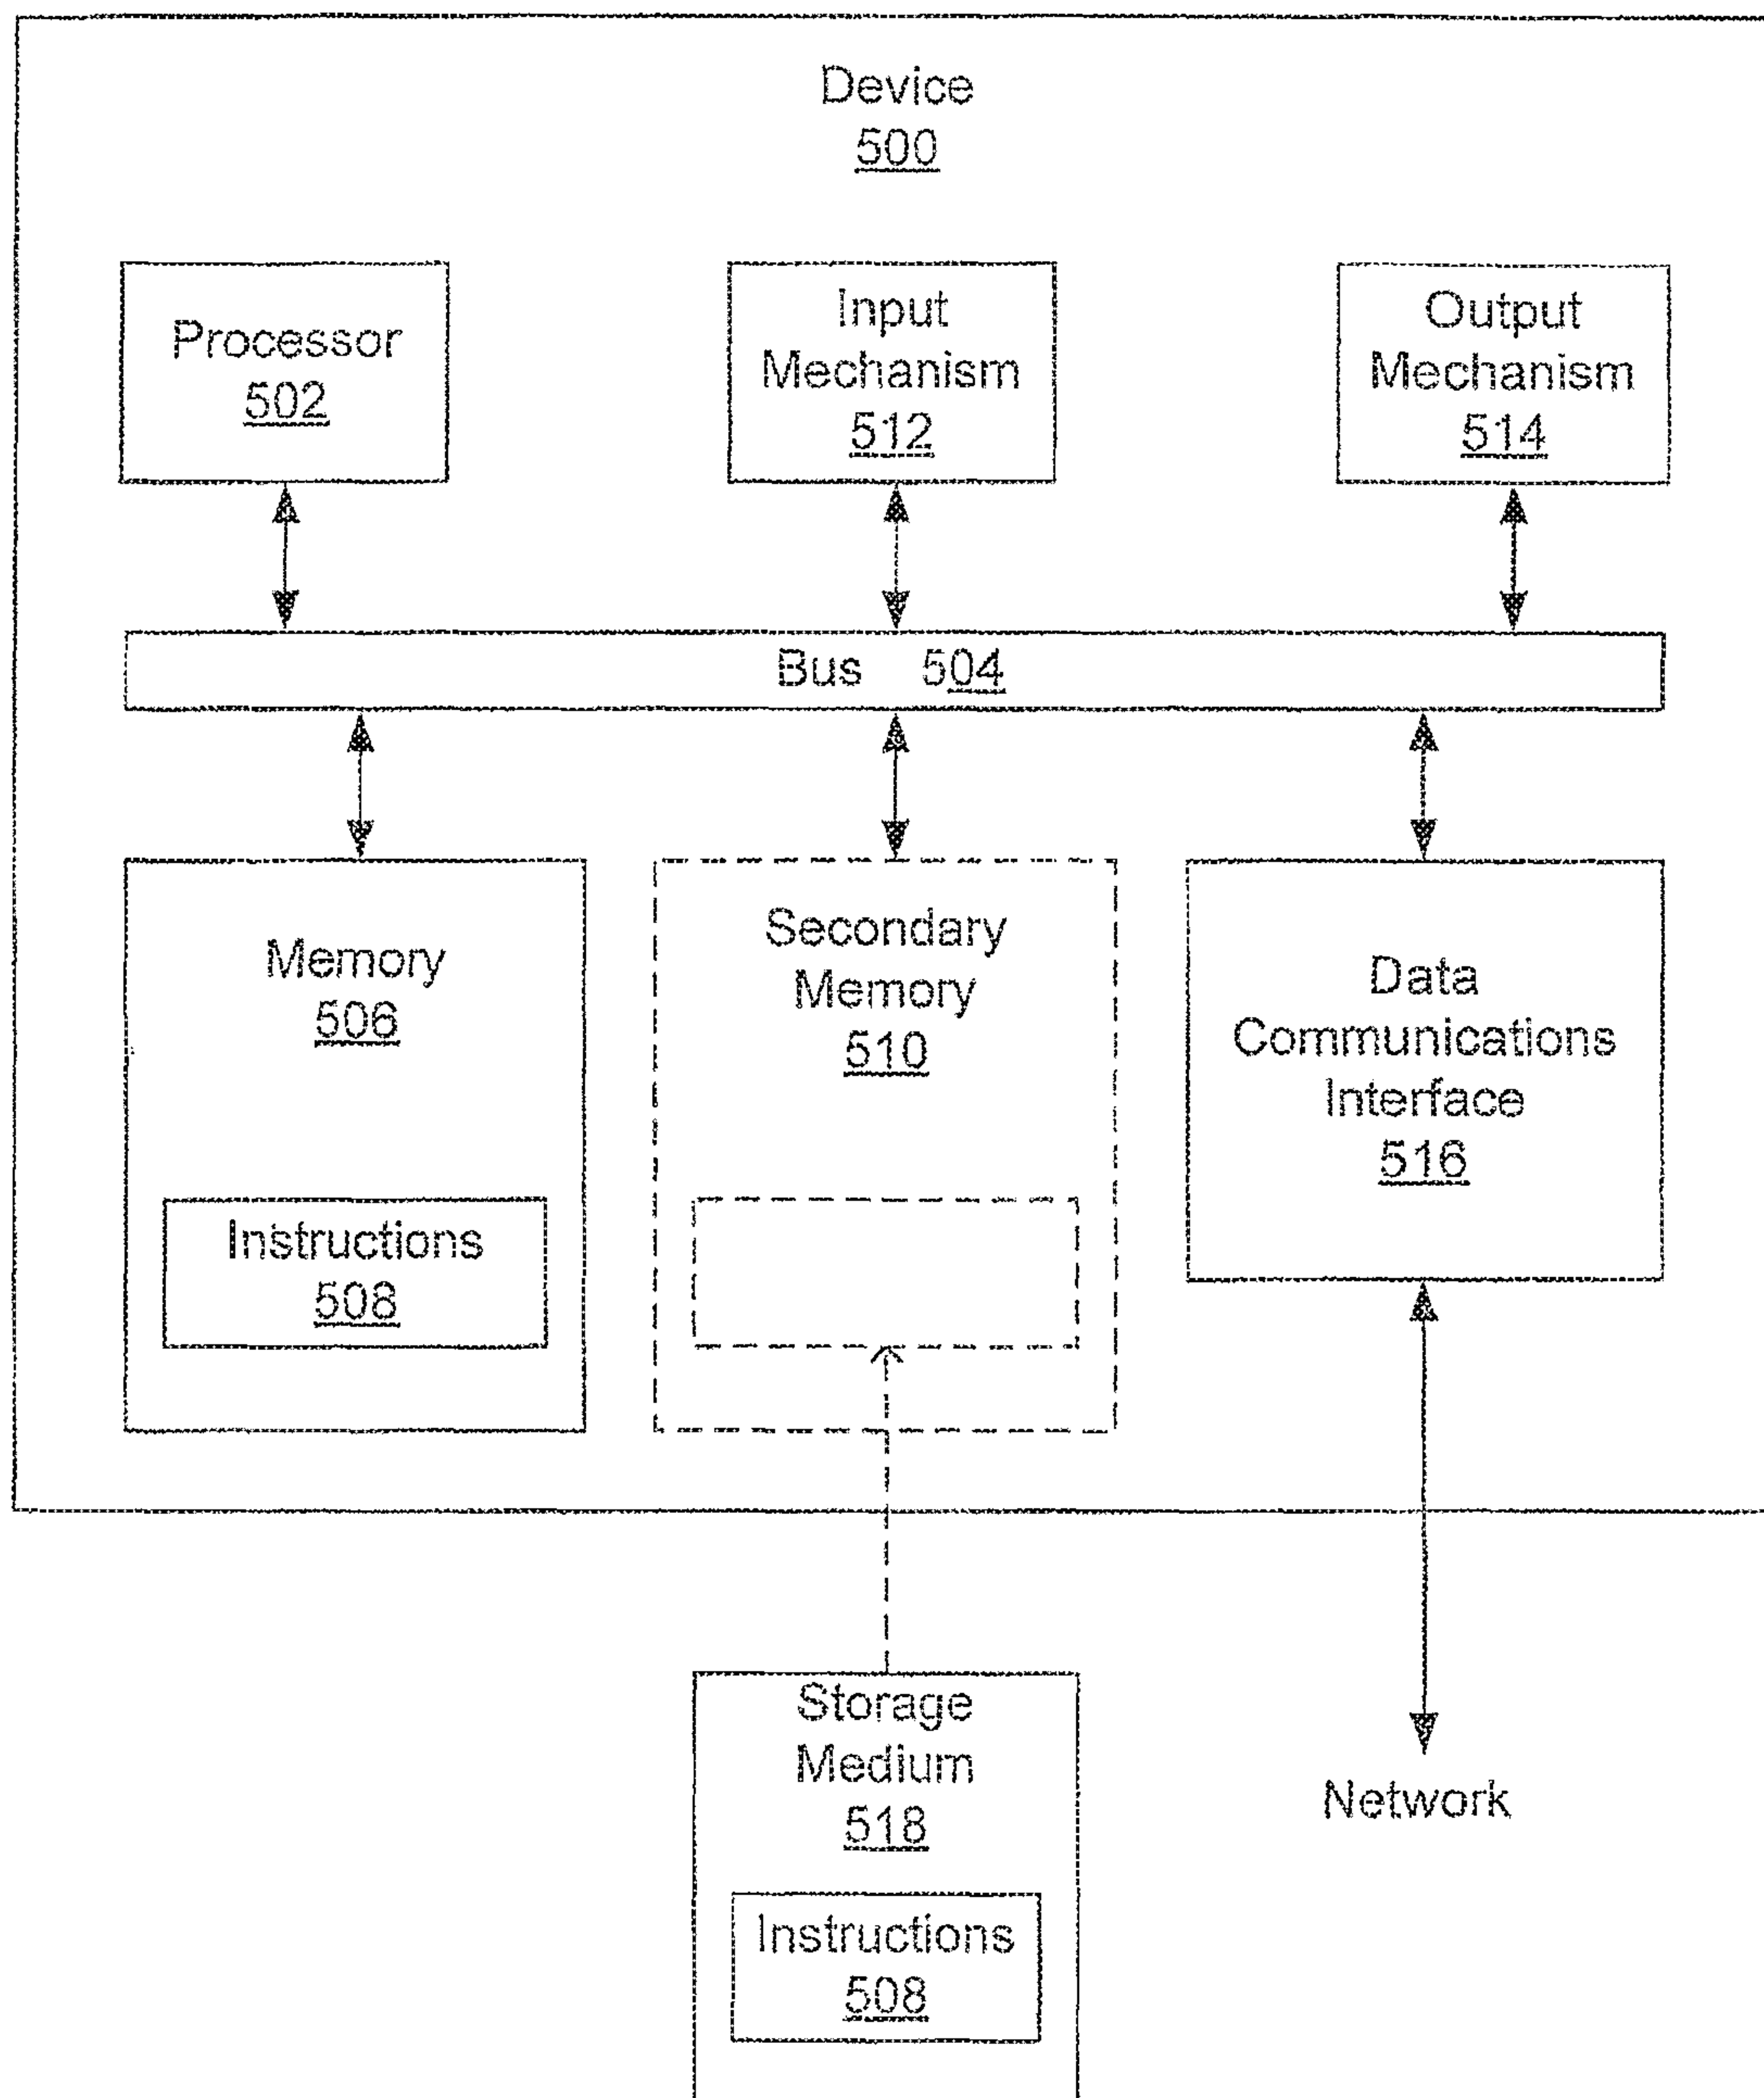 Device
500
Processor
502
Input
Mechanism
512
Output
Mechanism
514
Bus 504
Memory
506
Instructions
508
Secondary
Memory
510
Data
Communications
Interface
516
Storage
Medium
518
Instructions
508
Network